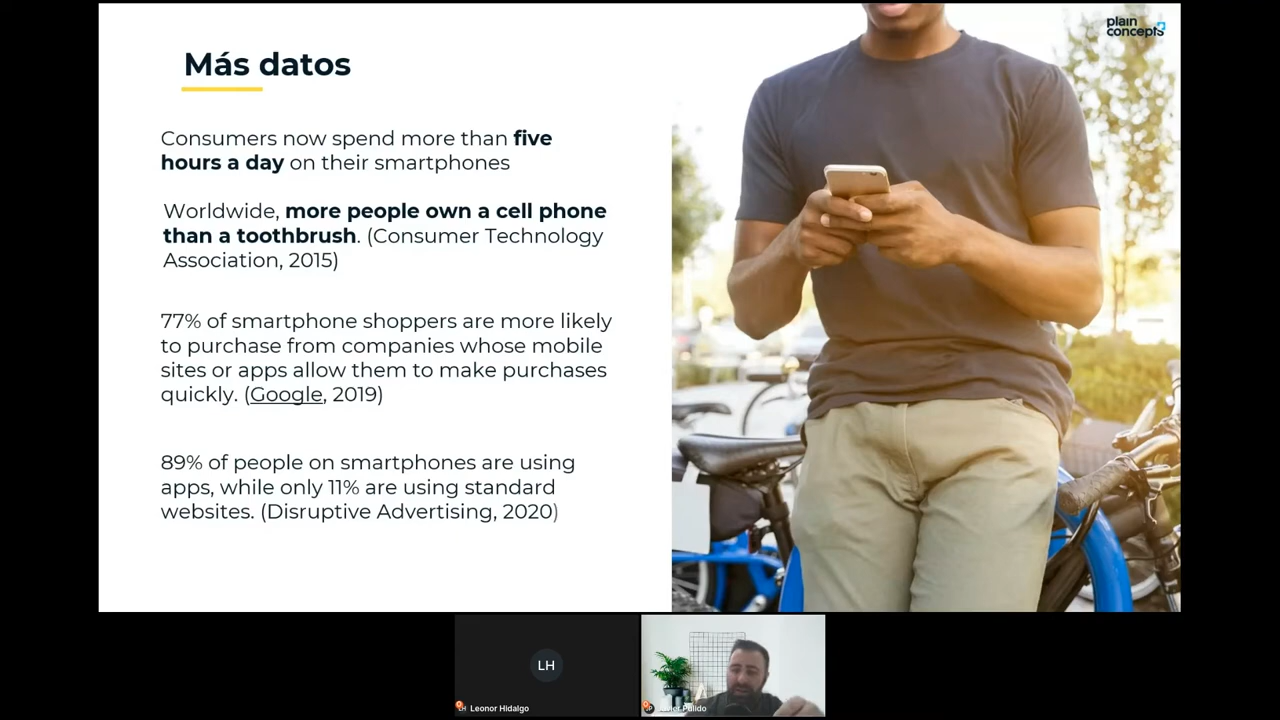 plain
concepts
Más datos
Consumers now spend more than five
hours a day on their smartphones
Worldwide, more people own a cell phone
than a toothbrush. (Consumer Technology
Association, 2015)
77% of smartphone shoppers are more likely
to purchase from companies whose mobile
sites or apps allow them to make purchases
quickly. (Google, 2019)
89% of people on smartphones are using
apps, while only 11% are using standard
websites. (Disruptive Advertising, 2020)
LH
Leonor Hidalgo
Pulido